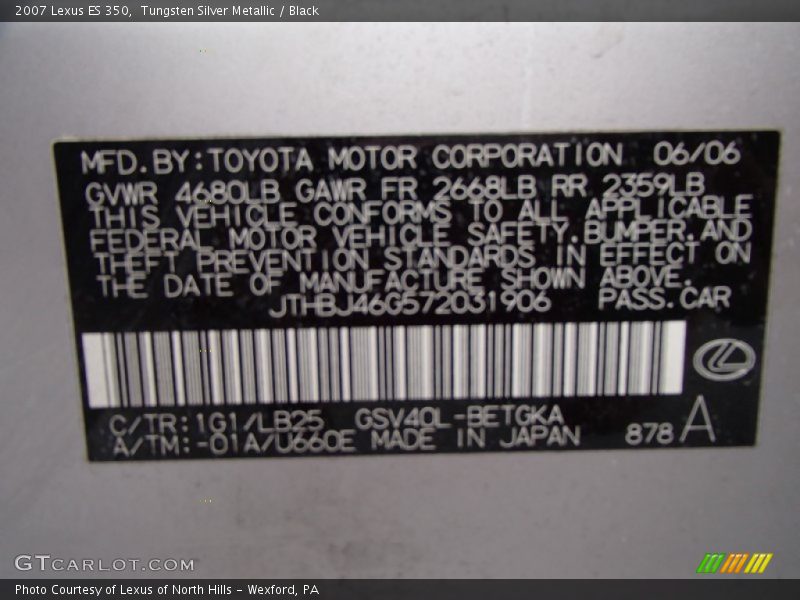 2007 Lexus ES 350, Tungsten Silver Metallic / Black
MFD.BY:TOYOTA MOTOR CORPORATION 06/06
GVWR 4680LB GAWR FR 2668LB RR 2359LB
THIS VEHICLE CONFORMS TO ALL APPLICABLE
FEDERAL MOTOR VEHICLE SAFETY,BUMPER,AND
THEFT PREVENTION STANDARDS IN EFFECT ON
THE DATE OF MANUFACTURE SHOWN ABOVE.
JTHBJ46G572031906 PASS.CAR
C/TR:1G1/LB25 GSV40L-BETGKA
A/TM:-01A/U660E MADE IN JAPAN 878 A
GTCARLOT.COM
Photo Courtesy of Lexus of North Hills - Wexford, PA